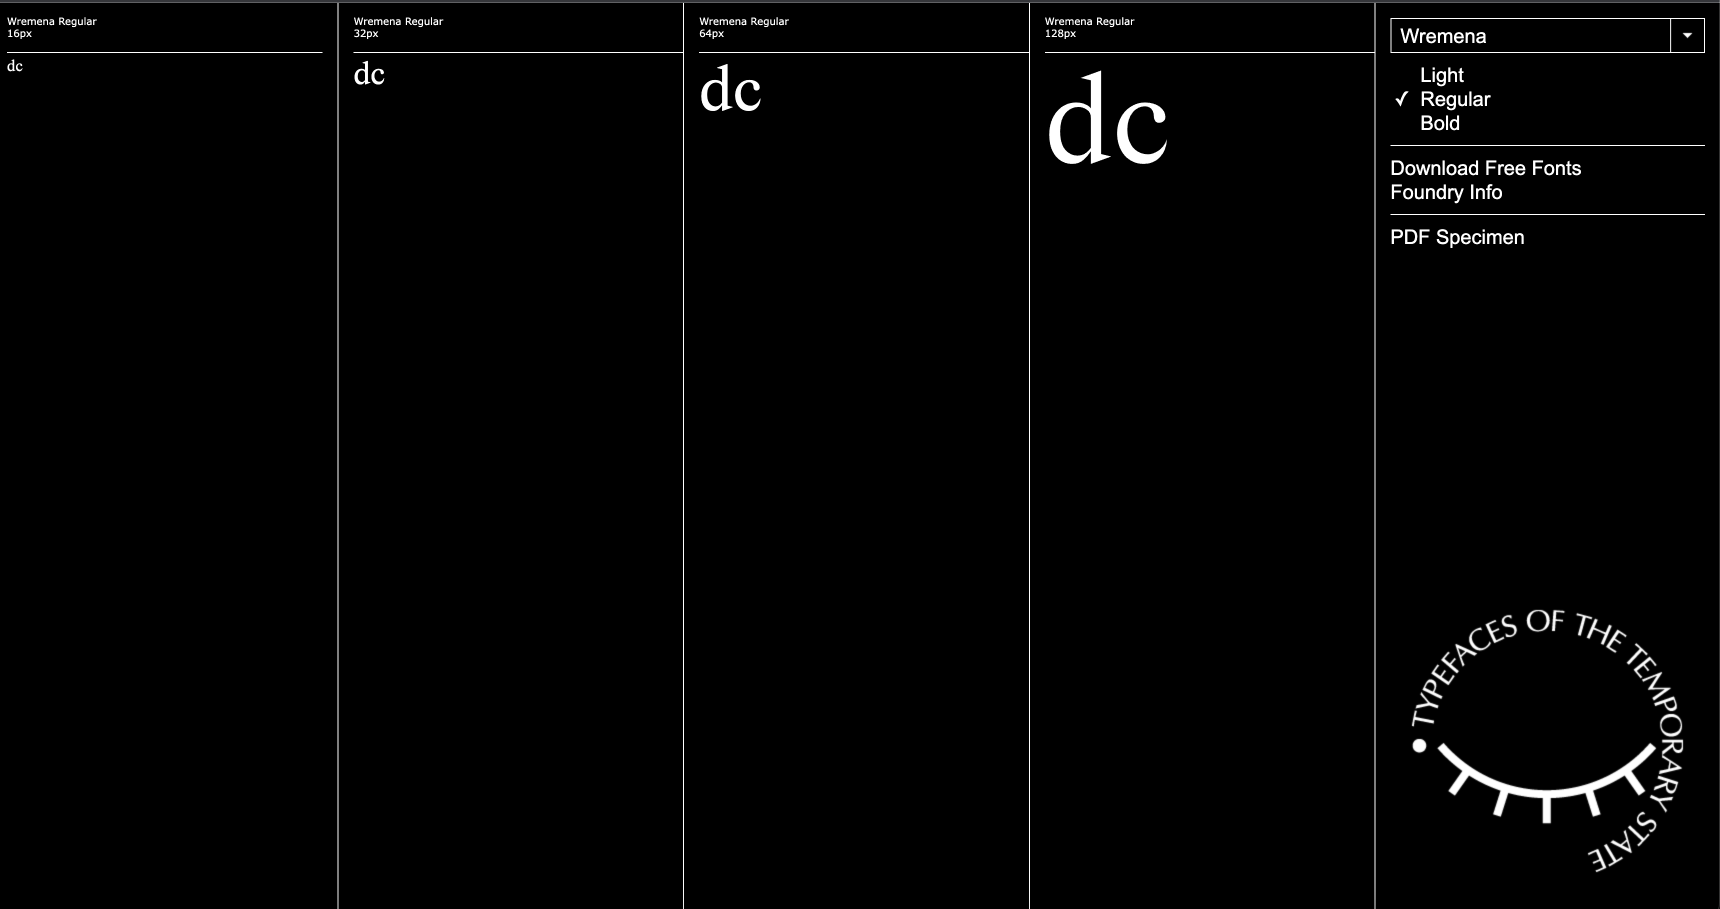 Wremena Regular
16px
dc
Wremena Regular
32px
dc
Wremena Regular
64px
dc
Wremena Regular
128px
dc
Wremena
Light
✓ Regular
Bold
Download Free Fonts
Foundry Info
PDF Specimen
• TYPEFACES OF THE TEMPORARY STATE